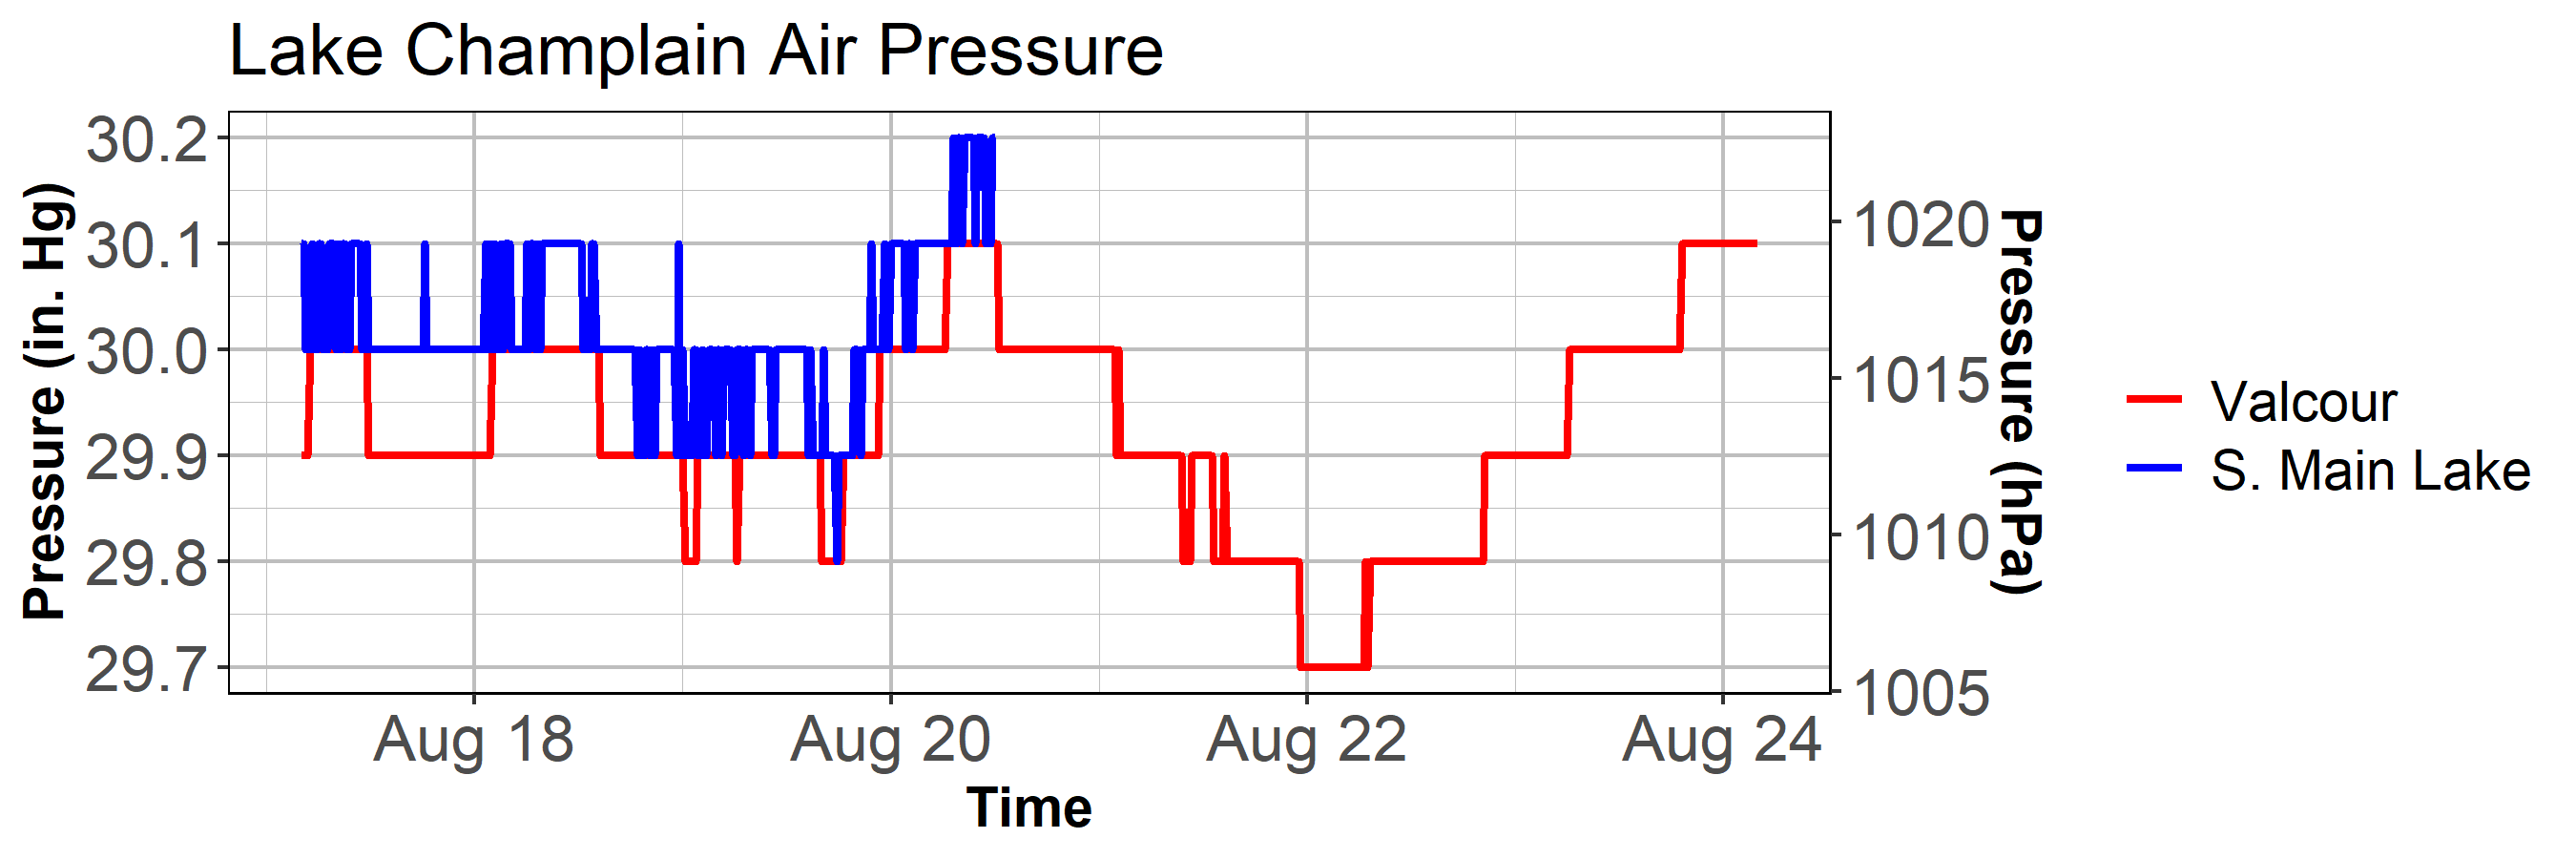 Lake Champlain Air Pressure
Pressure (in. Hg)
30.2
30.1
30.0
29.9
29.8
29.7
1020
1015
1010
1005
Pressure (hPa)
Aug 18
Aug 20
Aug 22
Aug 24
Time
Valcour
S. Main Lake